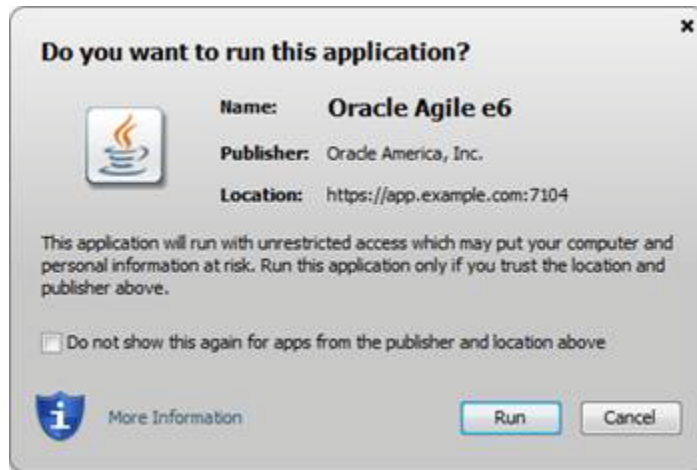 Do you want to run this application?
Name: Oracle Agile e6
Publisher: Oracle America, Inc.
Location: https://app.example.com:7104
This application will run with unrestricted access which may put your computer and
personal information at risk. Run this application only if you trust the location and
publisher above.
Do not show this again for apps from the publisher and location above
More Information Run Cancel